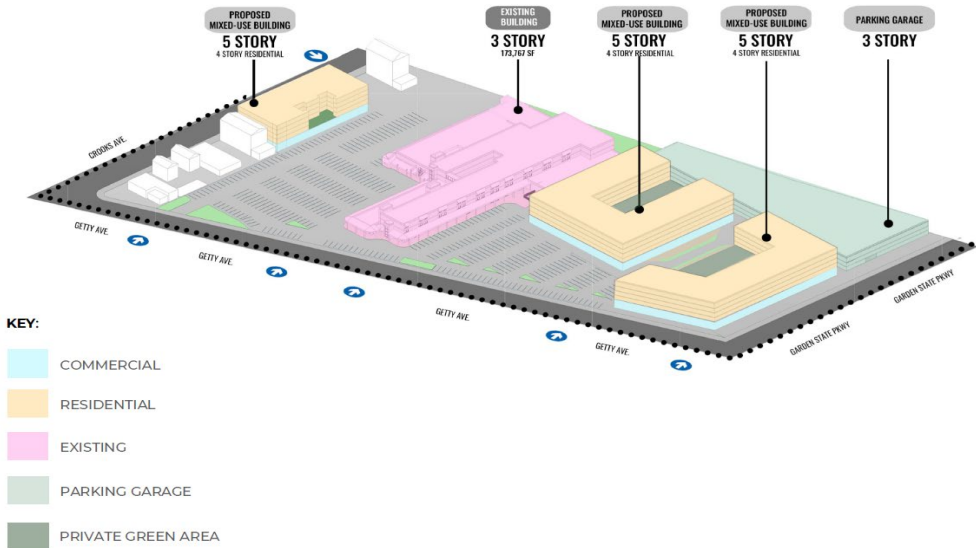 PROPOSED
MIXED-USE BUILDING
5 STORY
4 STORY RESIDENTIAL
EXISTING
BUILDING
3 STORY
173,767 SF
PROPOSED
MIXED-USE BUILDING
5 STORY
4 STORY RESIDENTIAL
PROPOSED
MIXED-USE BUILDING
5 STORY
4 STORY RESIDENTIAL
PARKING GARAGE
3 STORY
CROOKS AVE.
GETTY AVE.
GETTY AVE.
GETTY AVE.
GETTY AVE.
GARDEN STATE PKWY
GARDEN STATE PKWY
KEY:
COMMERCIAL
RESIDENTIAL
EXISTING
PARKING GARAGE
PRIVATE GREEN AREA